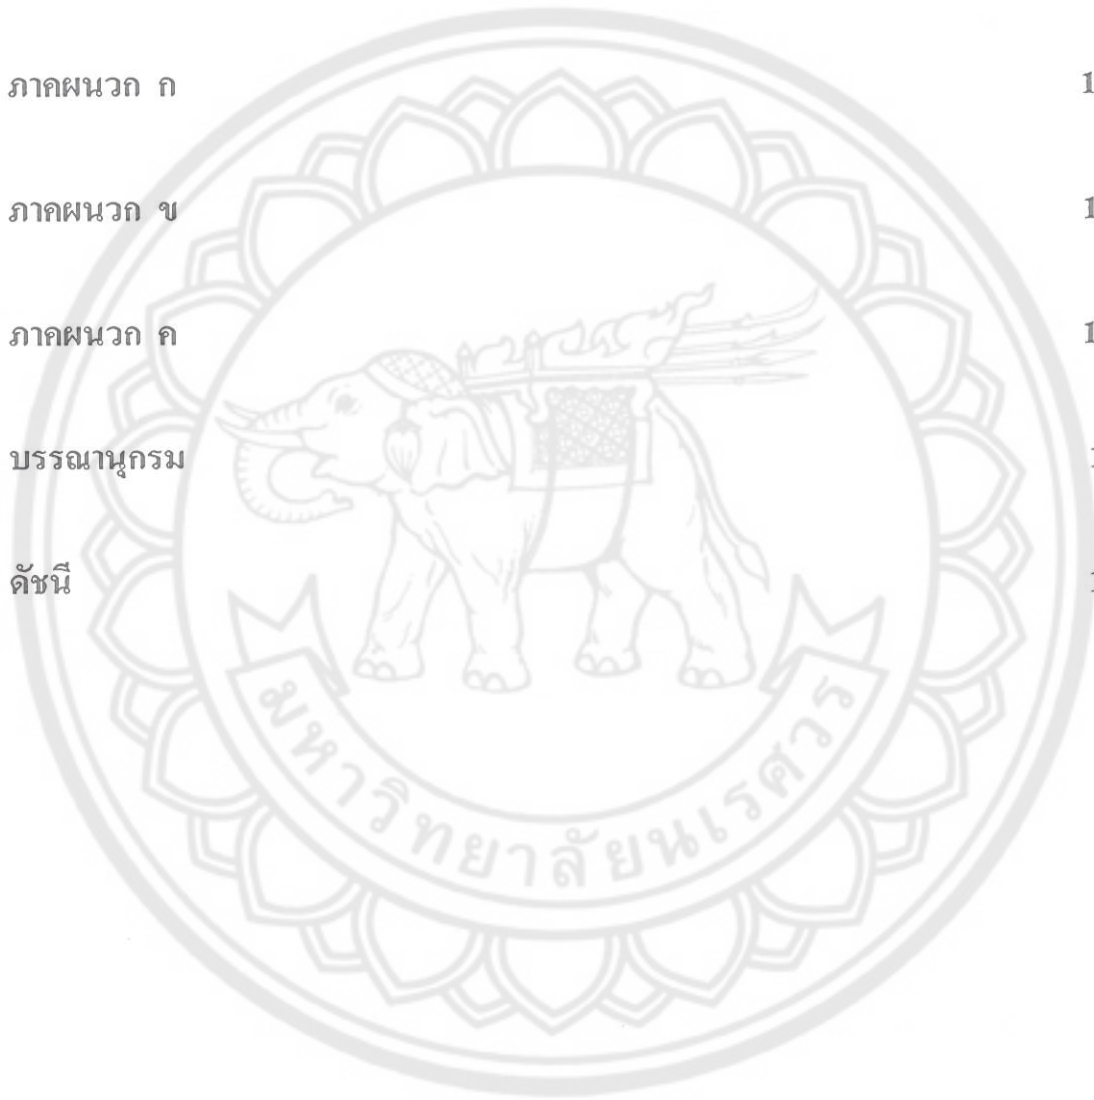 ภาคผนวก ก 1
ภาคผนวก ข 1
ภาคผนวก ค 1
บรรณานุกรม
ดัชนี
มหาวิทยาลัยนเรศวร